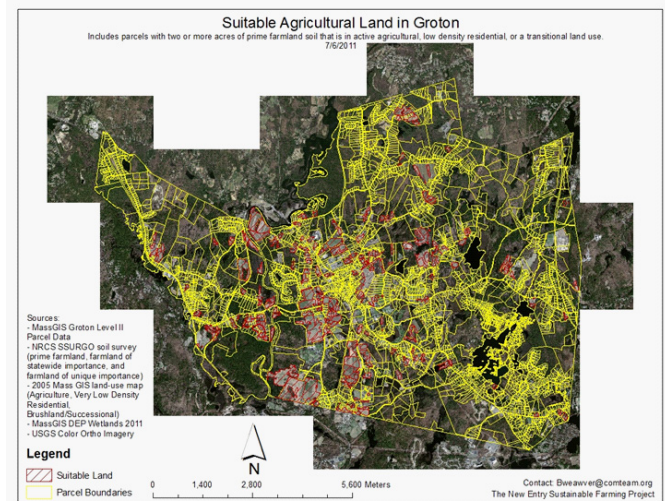 Suitable Agricultural Land in Groton
Includes parcels with two or more acres of prime farmland soil that is in active agricultural, low density residential, or a transitional land use.
7/6/2011
Sources:
- MassGIS Groton Level II
Parcel Data
- NRCS SSURGO soil survey
(prime farmland, farmland of
statewide importance, and
farmland of unique importance)
- 2005 Mass GIS land-use map
(Agriculture, Very Low Density
Residential,
Brushland/Successional)
- MassGIS DEP Wetlands 2011
- USGS Color Ortho Imagery
Legend
Suitable Land
Parcel Boundaries
N
0 1,400 2,800 5,600 Meters
Contact: Bweawver@comteam.org
The New Entry Sustainable Farming Project